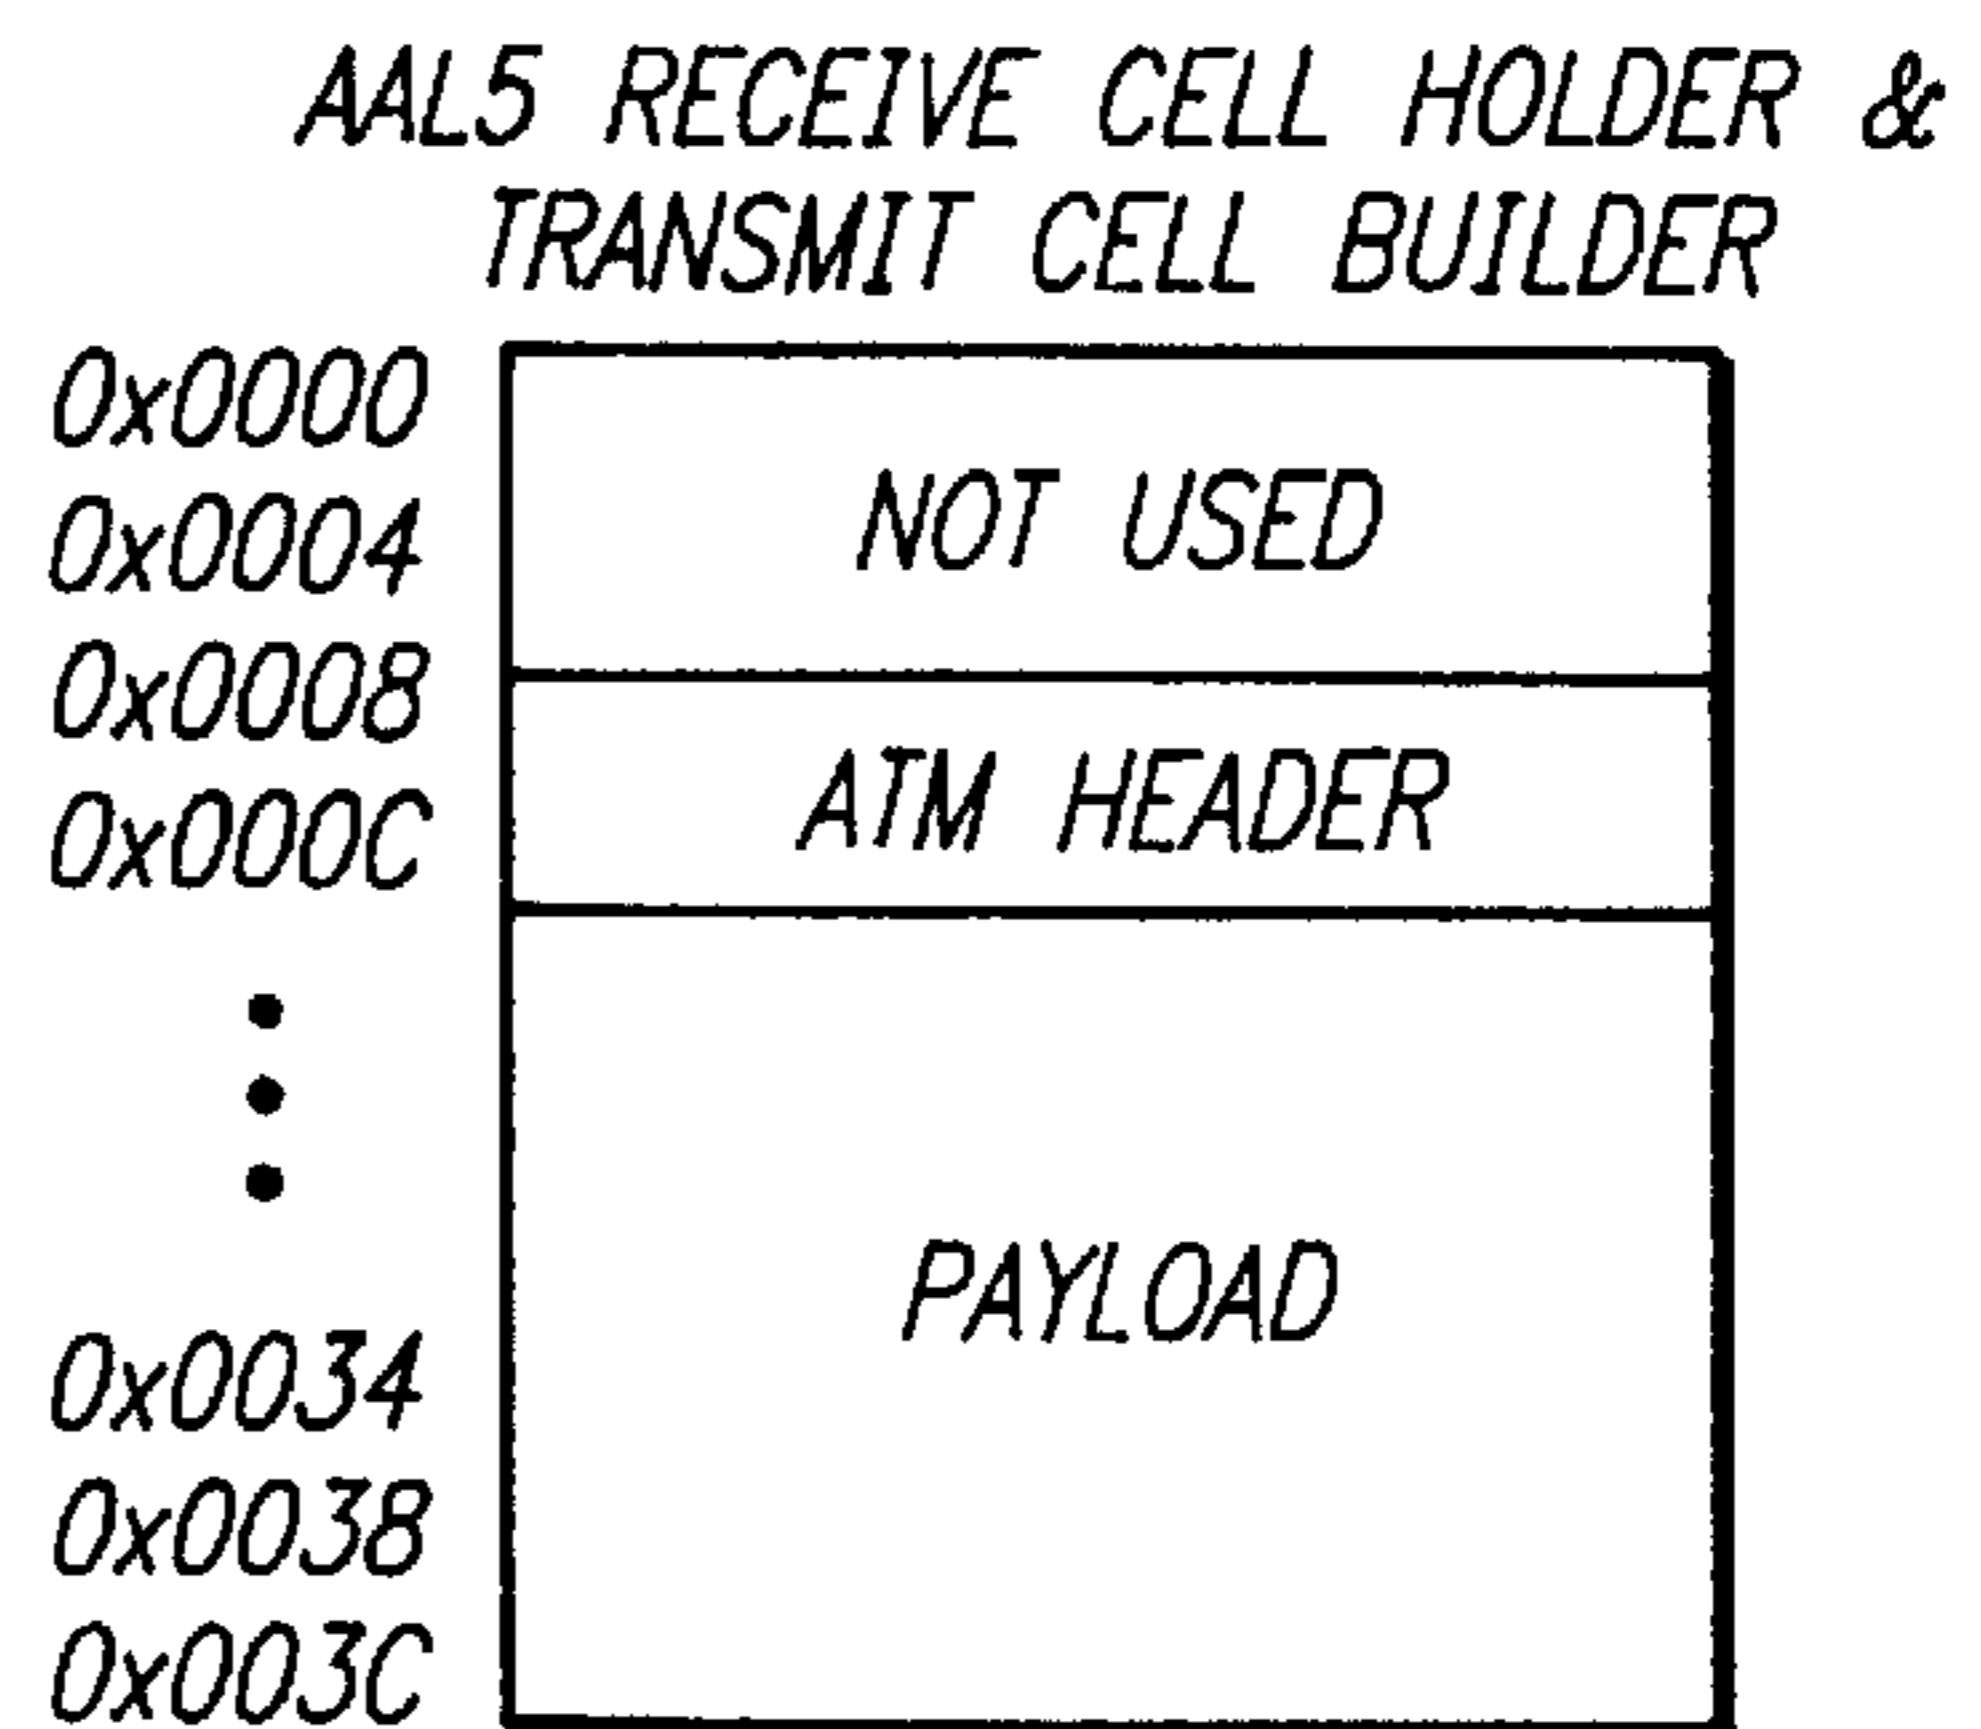 AAL5 RECEIVE CELL HOLDER &
TRANSMIT CELL BUILDER
0x0000
NOT USED
0x0004
0x0008
ATM HEADER
0x000C
PAYLOAD
0x0034
0x0038
0x003C